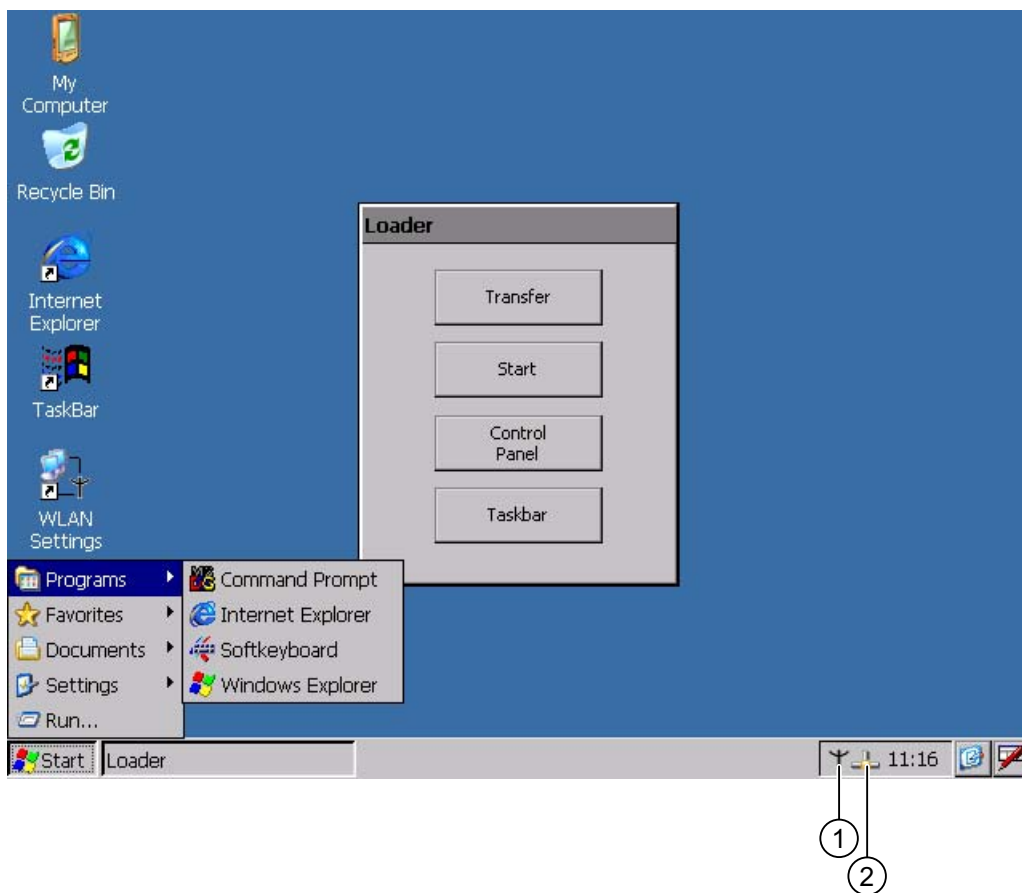 My
Computer
Recycle Bin
Internet
Explorer
TaskBar
WLAN
Settings
Loader
Transfer
Start
Control
Panel
Taskbar
Programs
Favorites
Documents
Settings
Run...
Command Prompt
Internet Explorer
Softkeyboard
Windows Explorer
Start
Loader
11:16
1
2